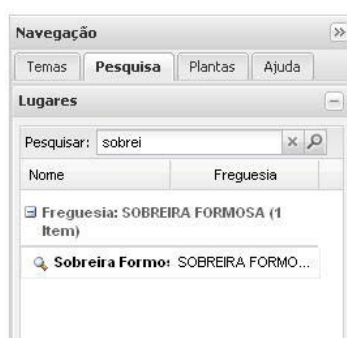 Navegação
Temas Pesquisa Plantas Ajuda
Lugares
Pesquisar: sobrei
Nome Freguesia
Freguesia: SOBREIRA FORMOSA (1
Item)
Sobreira Formo: SOBREIRA FORMO...